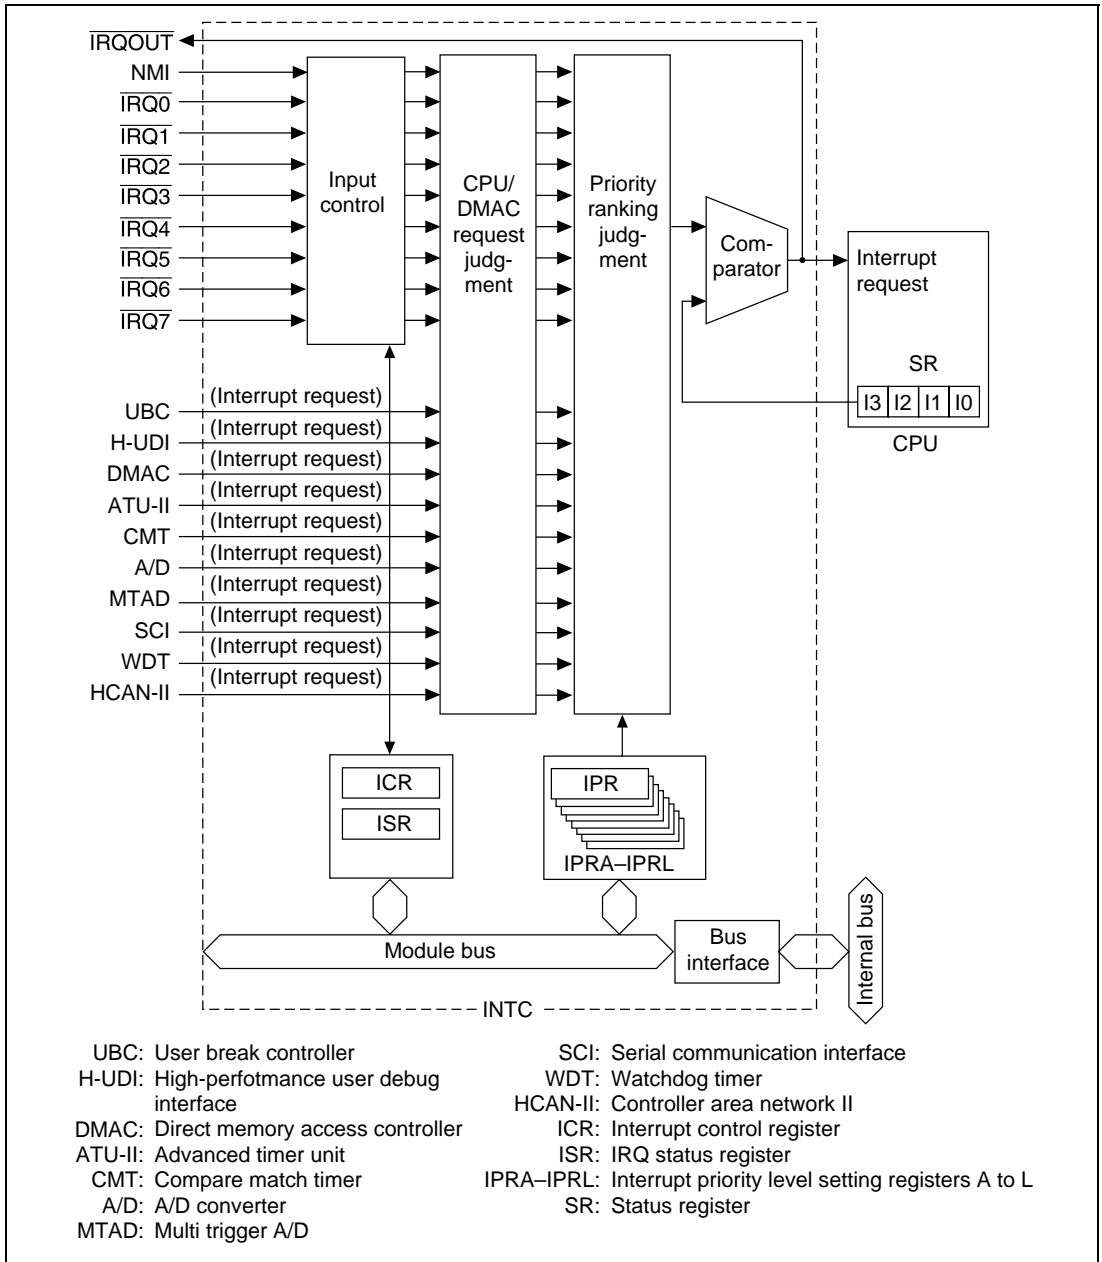 IRQOUT
NMI
IRQ0
IRQ1
IRQ2
IRQ3
IRQ4
IRQ5
IRQ6
IRQ7
Input
control
CPU/
DMAC
request
judg-
ment
Priority
ranking
judg-
ment
Com-
parator
Interrupt
request
SR
I3 I2 I1 I0
CPU
UBC (Interrupt request)
H-UDI (Interrupt request)
DMAC (Interrupt request)
ATU-II (Interrupt request)
CMT (Interrupt request)
A/D (Interrupt request)
MTAD (Interrupt request)
SCI (Interrupt request)
WDT (Interrupt request)
HCAN-II (Interrupt request)
ICR
ISR
IPR
IPRA–IPRL
Module bus
Bus
interface
Internal bus
INTC
UBC: User break controller
H-UDI: High-perfotmance user debug
interface
DMAC: Direct memory access controller
ATU-II: Advanced timer unit
CMT: Compare match timer
A/D: A/D converter
MTAD: Multi trigger A/D
SCI: Serial communication interface
WDT: Watchdog timer
HCAN-II: Controller area network II
ICR: Interrupt control register
ISR: IRQ status register
IPRA–IPRL: Interrupt priority level setting registers A to L
SR: Status register